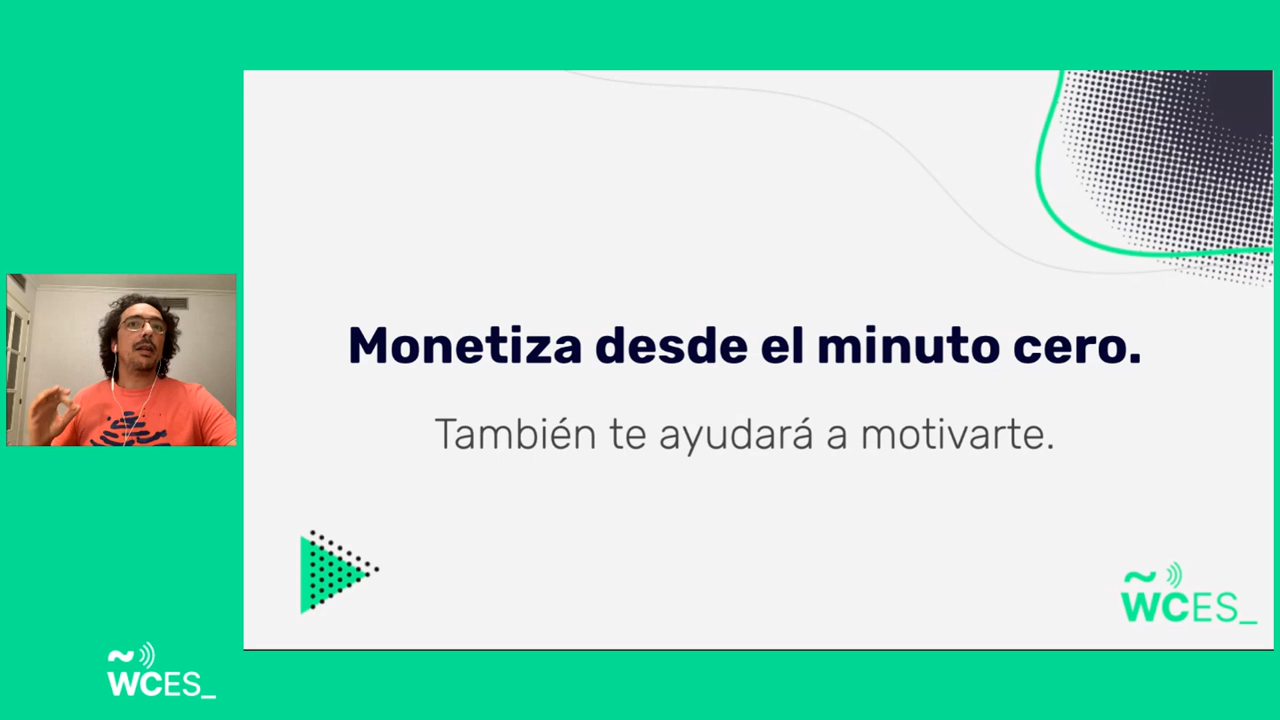 Monetiza desde el minuto cero.
También te ayudará a motivarte.
~
WCES_
~
WCES_